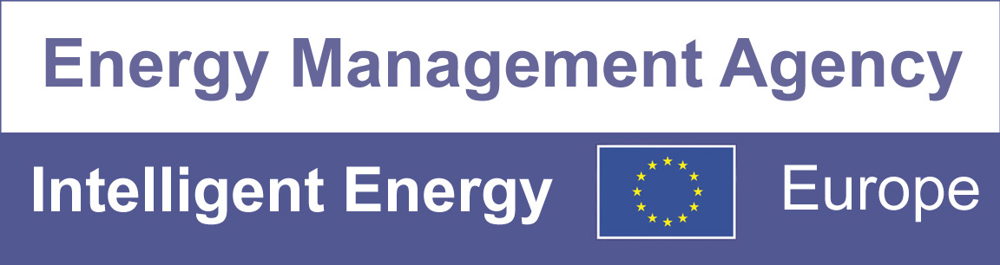 Energy Management Agency
Intelligent Energy Europe